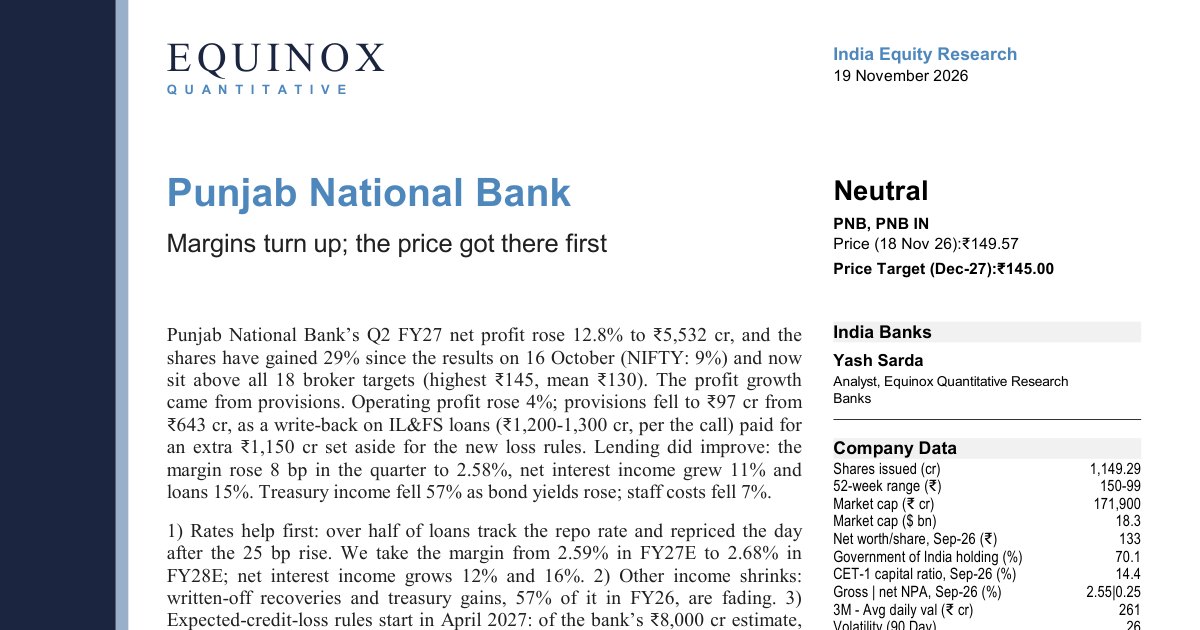 EQUINOX
QUANTITATIVE
India Equity Research
19 November 2026
Punjab National Bank
Margins turn up; the price got there first
Neutral
PNB, PNB IN
Price (18 Nov 26):₹149.57
Price Target (Dec-27):₹145.00
Punjab National Bank’s Q2 FY27 net profit rose 12.8% to ₹5,532 cr, and the
shares have gained 29% since the results on 16 October (NIFTY: 9%) and now
sit above all 18 broker targets (highest ₹145, mean ₹130). The profit growth
came from provisions. Operating profit rose 4%; provisions fell to ₹97 cr from
₹643 cr, as a write-back on IL&FS loans (₹1,200-1,300 cr, per the call) paid for
an extra ₹1,150 cr set aside for the new loss rules. Lending did improve: the
margin rose 8 bp in the quarter to 2.58%, net interest income grew 11% and
loans 15%. Treasury income fell 57% as bond yields rose; staff costs fell 7%.
1) Rates help first: over half of loans track the repo rate and repriced the day
after the 25 bp rise. We take the margin from 2.59% in FY27E to 2.68% in
FY28E; net interest income grows 12% and 16%. 2) Other income shrinks:
written-off recoveries and treasury gains, 57% of it in FY26, are fading. 3)
Expected-credit-loss rules start in April 2027: of the bank’s ₹8,000 cr estimate,
India Banks
Yash Sarda
Analyst, Equinox Quantitative Research
Banks
Company Data
Shares issued (cr) 1,149.29
52-week range (₹) 150-99
Market cap (₹ cr) 171,900
Market cap ($ bn) 18.3
Net worth/share, Sep-26 (₹) 133
Government of India holding (%) 70.1
CET-1 capital ratio, Sep-26 (%) 14.4
Gross | net NPA, Sep-26 (%) 2.55|0.25
3M - Avg daily val (₹ cr) 261
Volatility (90 Day) 26